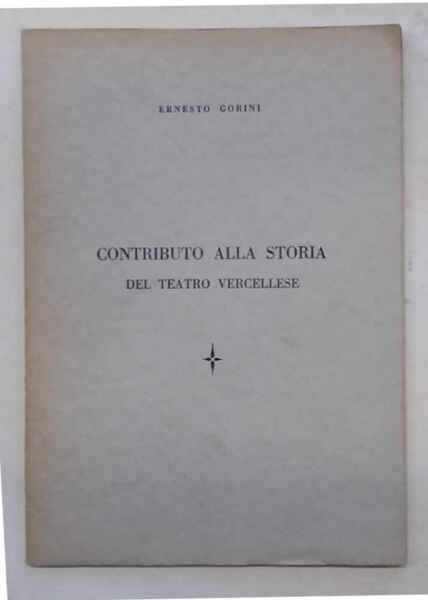 ERNESTO GORINI
CONTRIBUTO ALLA STORIA
DEL TEATRO VERCELLESE